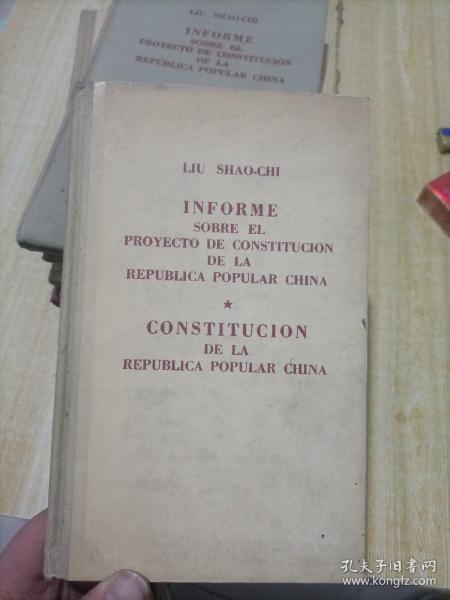 LIU SHAO-CHI
INFORME
SOBRE EL
PROYECTO DE CONSTITUCIÓN
DE LA
REPUBLICA POPULAR CHINA
LIU SHAO-CHI
INFORME
SOBRE EL
PROYECTO DE CONSTITUCION
DE LA
REPUBLICA POPULAR CHINA
★
CONSTITUCION
DE LA
REPUBLICA POPULAR CHINA
孔夫子旧书网
www.kongfz.com